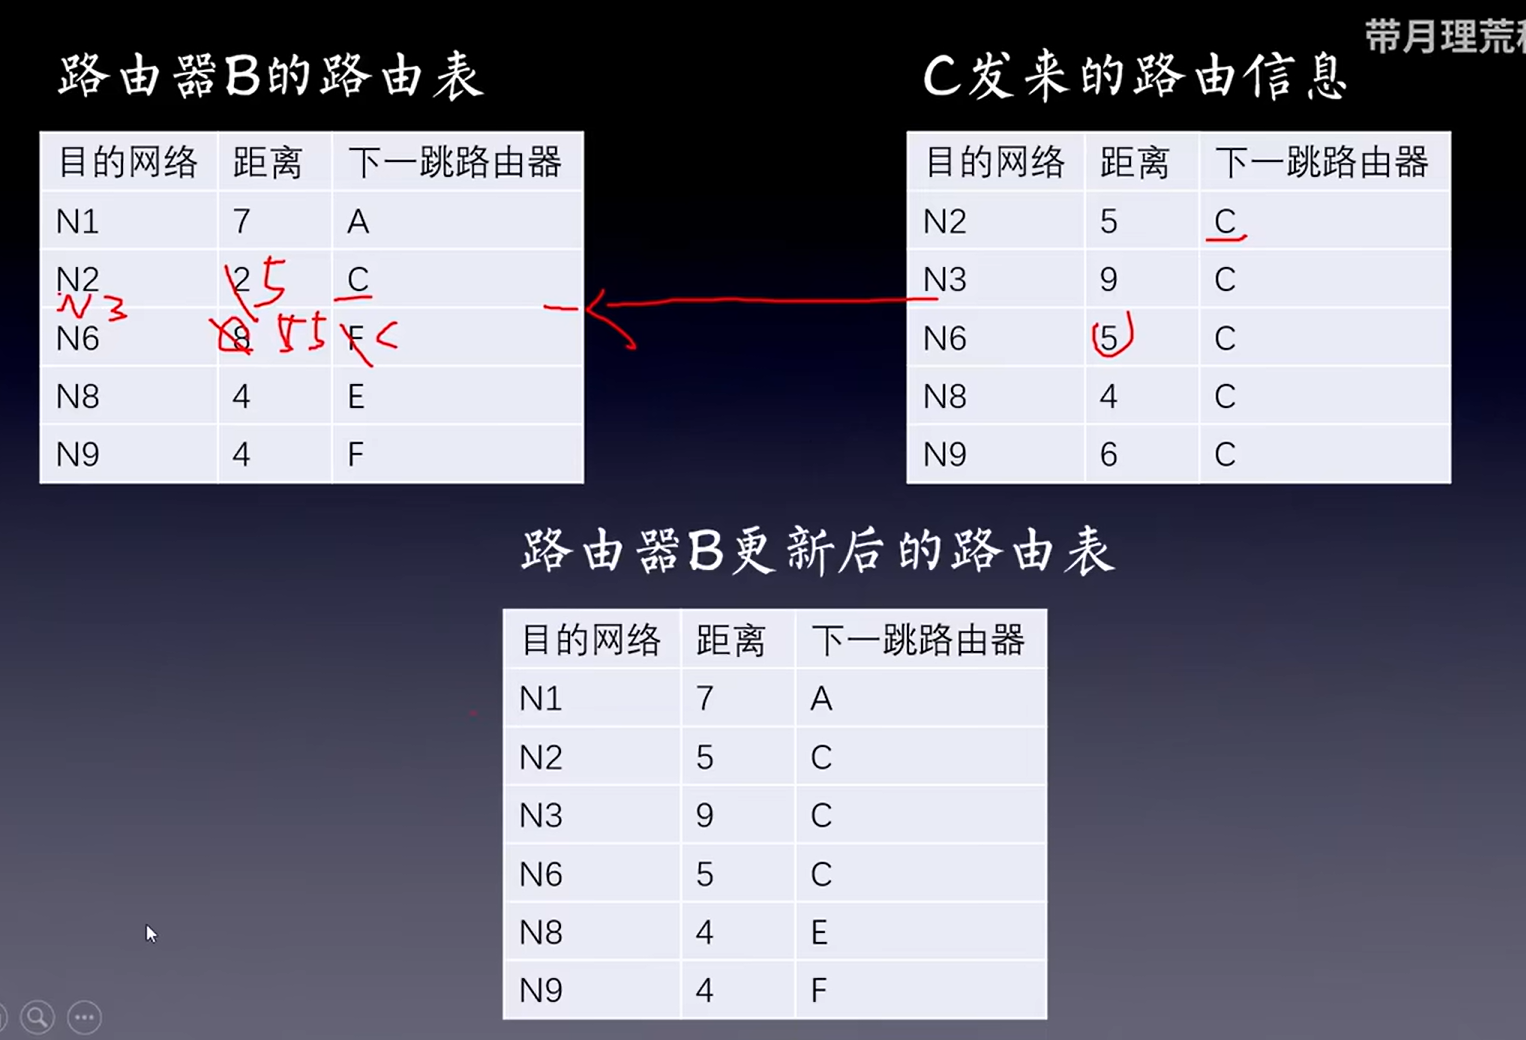 带月理荒
路由器B的路由表
目的网络 距离 下一跳路由器
N1 7 A
N2 2 5 C
N3
N6 8 5 5 F C
N8 4 E
N9 4 F
C发来的路由信息
目的网络 距离 下一跳路由器
N2 5 C
N3 9 C
N6 5 C
N8 4 C
N9 6 C
路由器B更新后的路由表
目的网络 距离 下一跳路由器
N1 7 A
N2 5 C
N3 9 C
N6 5 C
N8 4 E
N9 4 F